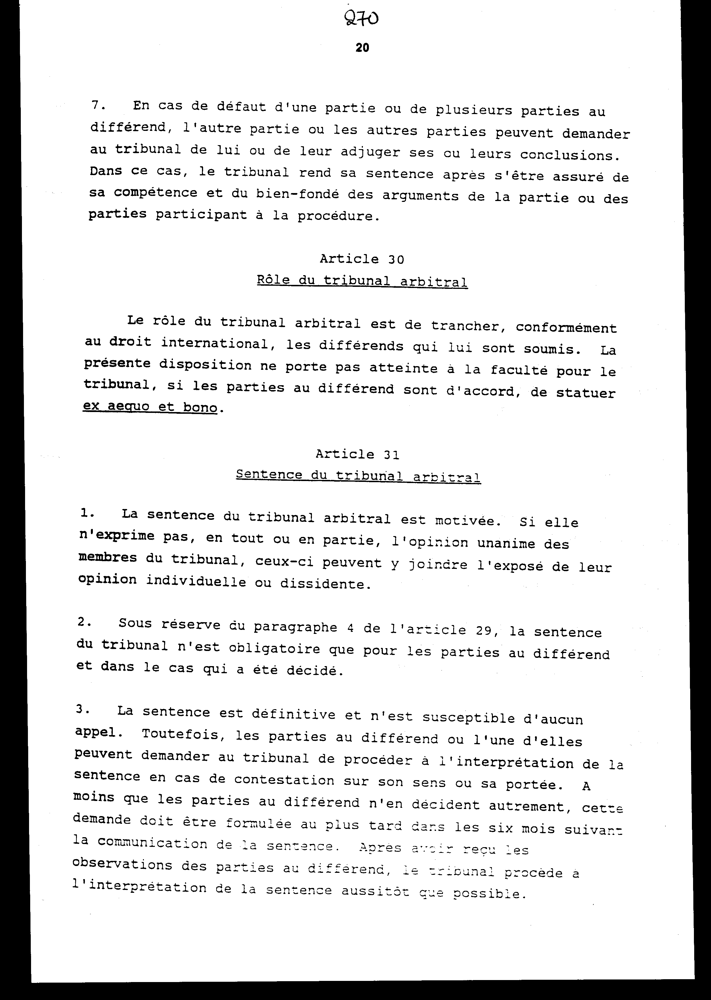 270
20
7. En cas de défaut d'une partie ou de plusieurs parties au
différend, l'autre partie ou les autres parties peuvent demander
au tribunal de lui ou de leur adjuger ses ou leurs conclusions.
Dans ce cas, le tribunal rend sa sentence après s'être assuré de
sa compétence et du bien-fondé des arguments de la partie ou des
parties participant à la procédure.
Article 30
Rôle du tribunal arbitral
Le rôle du tribunal arbitral est de trancher, conformément
au droit international, les différends qui lui sont soumis. La
présente disposition ne porte pas atteinte à la faculté pour le
tribunal, si les parties au différend sont d'accord, de statuer
ex aequo et bono.
Article 31
Sentence du tribunal arbitral
1. La sentence du tribunal arbitral est motivée. Si elle
n'exprime pas, en tout ou en partie, l'opinion unanime des
membres du tribunal, ceux-ci peuvent y joindre l'exposé de leur
opinion individuelle ou dissidente.
2. Sous réserve du paragraphe 4 de l'article 29, la sentence
du tribunal n'est obligatoire que pour les parties au différend
et dans le cas qui a été décidé.
3. La sentence est définitive et n'est susceptible d'aucun
appel. Toutefois, les parties au différend ou l'une d'elles
peuvent demander au tribunal de procéder à l'interprétation de la
sentence en cas de contestation sur son sens ou sa portée. A
moins que les parties au différend n'en décident autrement, cette
demande doit être formulée au plus tard dans les six mois suivant
la communication de la sentence. Après avoir reçu les
observations des parties au différend, le tribunal procède à
l'interprétation de la sentence aussitôt que possible.